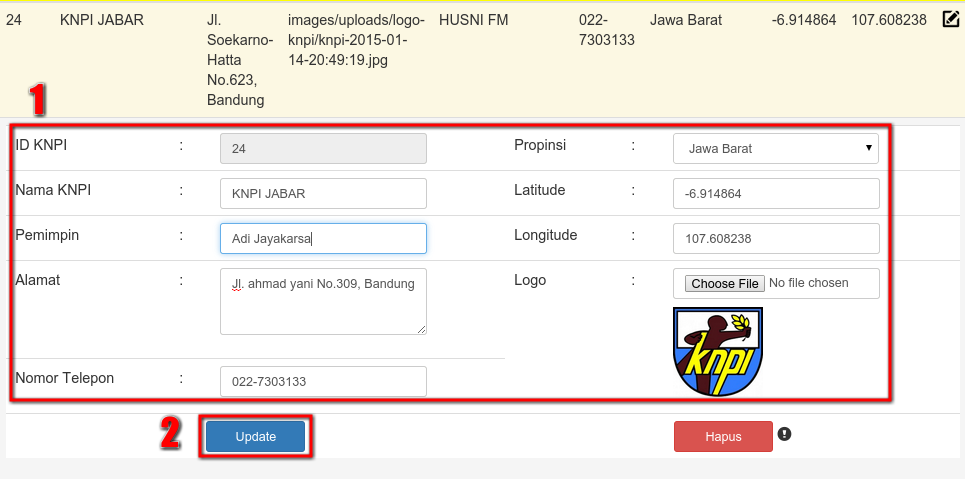 24 KNPI JABAR Jl. images/uploads/logo- HUSNI FM 022- Jawa Barat -6.914864 107.608238
Soekarno- knpi/knpi-2015-01- 7303133
Hatta 14-20:49:19.jpg
No.623,
Bandung
1
ID KNPI : 24 Propinsi : Jawa Barat
Nama KNPI : KNPI JABAR Latitude : -6.914864
Pemimpin : Adi Jayakarsa Longitude : 107.608238
Alamat : Jl. ahmad yani No.309, Bandung Logo : Choose File No file chosen
knpi
Nomor Telepon : 022-7303133
2 Update Hapus